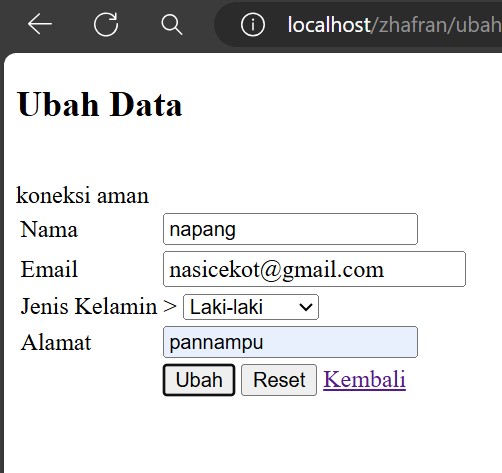 localhost/zhafran/ubah
Ubah Data
koneksi aman
Nama napang
Email nasicekot@gmail.com
Jenis Kelamin > Laki-laki
Alamat pannampu
Ubah Reset Kembali